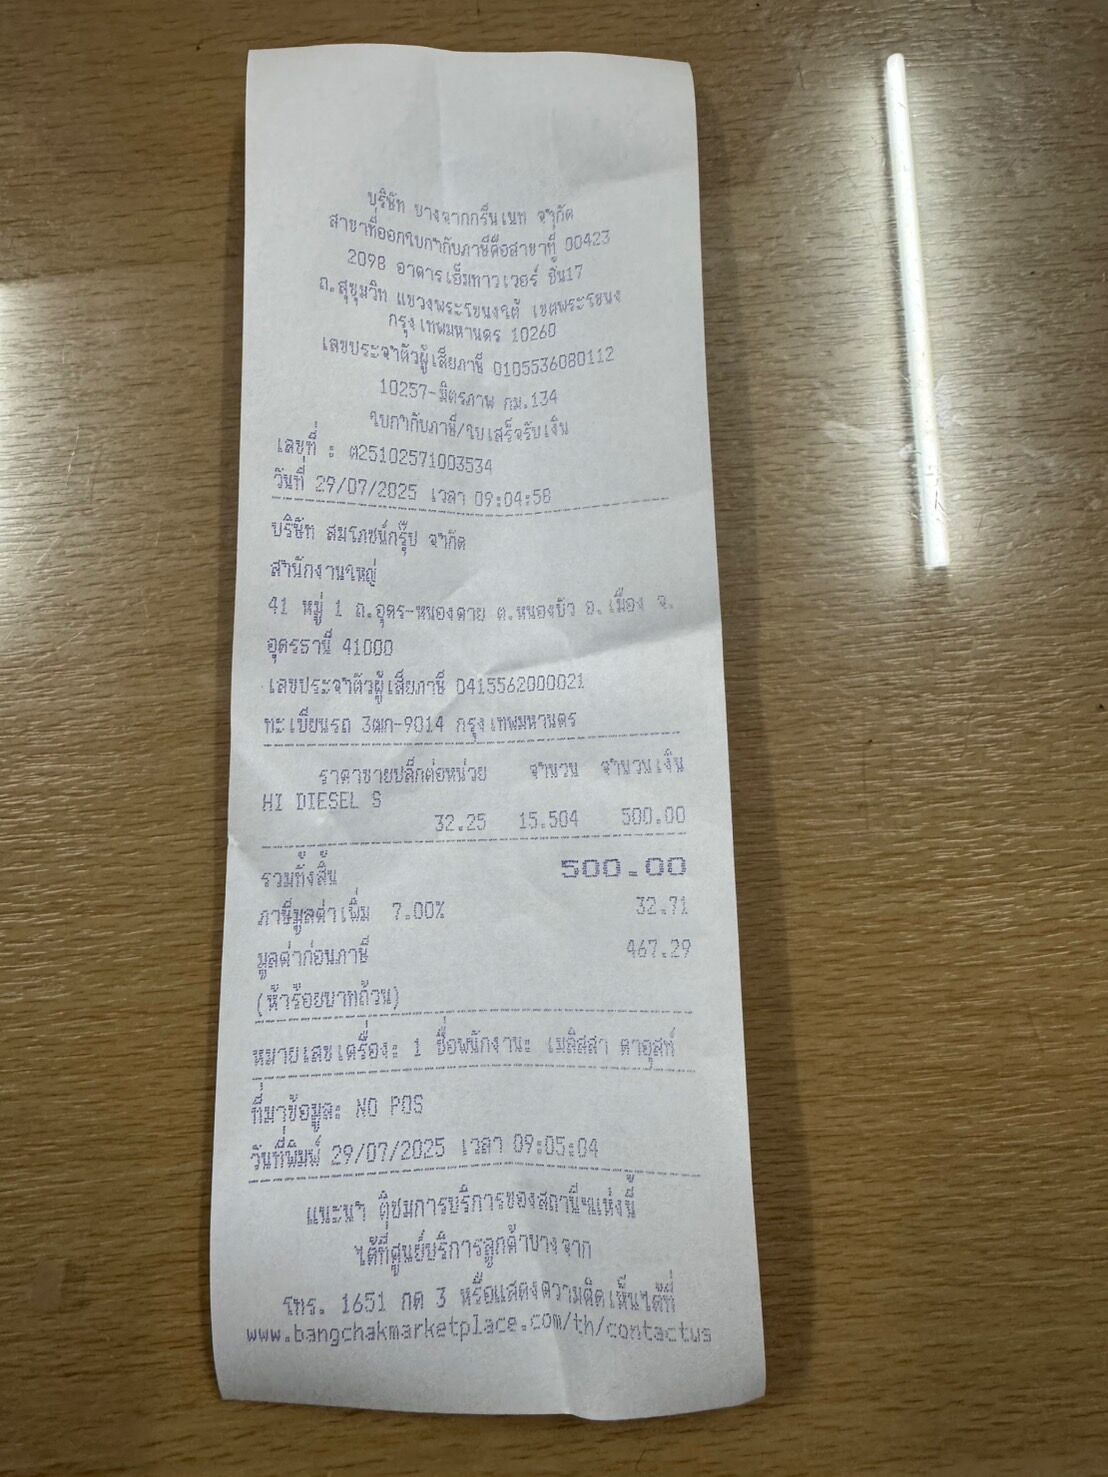 บริษัท บางจากกรีนเนท จำกัด
สาขาที่ออกใบกำกับภาษีคือสาขาที่ 00423
2098 อาคารเอ็มทาวเวอร์ ชั้น17
ถ.สุขุมวิท แขวงพระโขนงใต้ เขตพระโขนง
กรุงเทพมหานคร 10260
เลขประจำตัวผู้เสียภาษี 0105536080112
10257-มิตรภาพ กม.134
ใบกำกับภาษี/ใบเสร็จรับเงิน
เลขที่ : ต25102571003534
วันที่ 29/07/2025 เวลา 09:04:58
บริษัท สมโภชน์กรุ๊ป จำกัด
สำนักงานใหญ่
41 หมู่ 1 ถ.อุดร-หนองตาย ต.หนองบัว อ.เมือง จ.
อุดรธานี 41000
เลขประจำตัวผู้เสียภาษี 0415562000021
ทะเบียนรถ 3ฒก-9014 กรุงเทพมหานคร
ราคาขายปลีกต่อหน่วย จำนวน จำนวนเงิน
HI DIESEL S
32.25 15.504 500.00
รวมทั้งสิ้น 500.00
ภาษีมูลค่าเพิ่ม 7.00% 32.71
มูลค่าก่อนภาษี 467.29
(ห้าร้อยบาทถ้วน)
หมายเลขเครื่อง: 1 ชื่อพนักงาน: เมลิสสา ดาอุสท์
ที่มาข้อมูล: NO POS
วันที่พิมพ์ 29/07/2025 เวลา 09:05:04
แนะนำ ติชมการบริการของสถานีฯแห่งนี้
ได้ที่ศูนย์บริการลูกค้าบางจาก
โทร. 1651 กด 3 หรือแสดงความคิดเห็นได้ที่
www.bangchakmarketplace.com/th/contactus